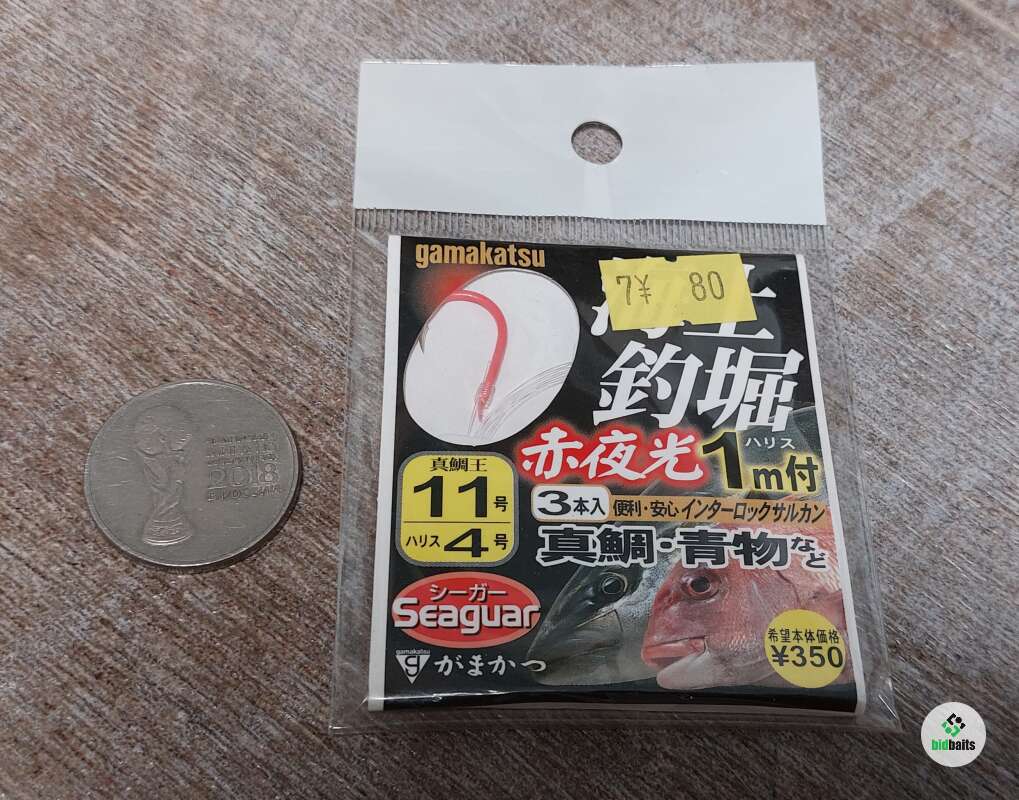 gamakatsu
7¥ 80
釣堀
赤夜光
ハリス
1m付
真鯛王
11号
ハリス 4号
3本入
便利・安心 インターロックサルカン
真鯛・青物など
シーガー
Seaguar
gamakatsu
がまかつ
希望本体価格
¥350
2018
bidbaits